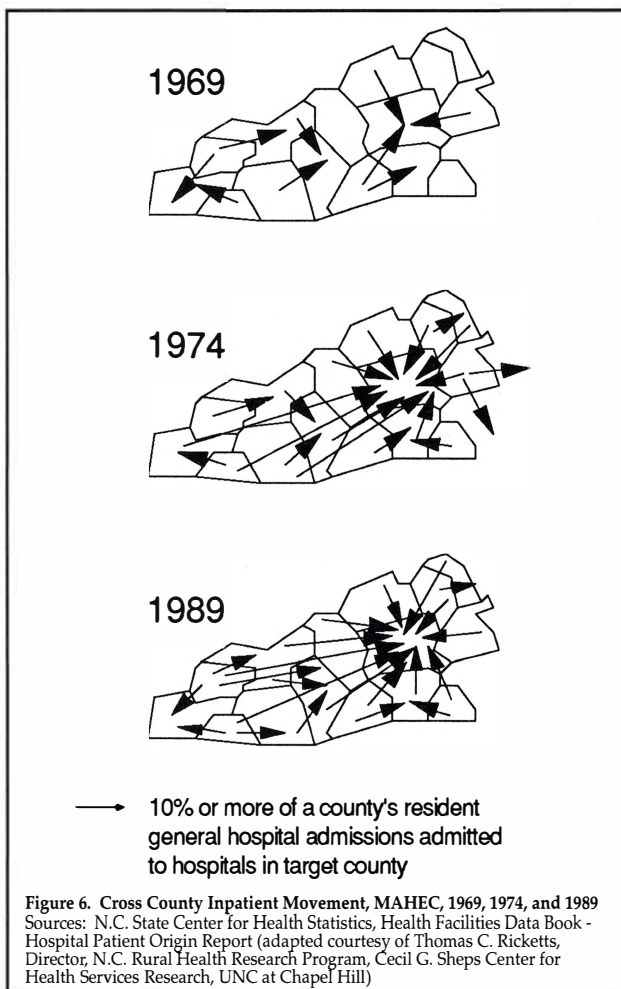 1969
1974
1989
10% or more of a county's resident
general hospital admissions admitted
to hospitals in target county
Figure 6. Cross County Inpatient Movement, MAHEC, 1969, 1974, and 1989
Sources: N.C. State Center for Health Statistics, Health Facilities Data Book -
Hospital Patient Origin Report (adapted courtesy of Thomas C. Ricketts,
Director, N.C. Rural Health Research Program, Cecil G. Sheps Center for
Health Services Research, UNC at Chapel Hill)